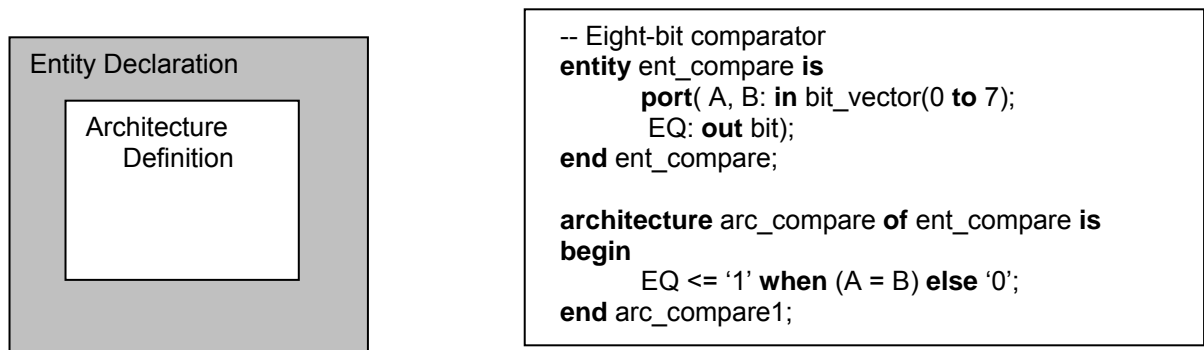 Entity Declaration
Architecture
Definition
-- Eight-bit comparator
entity ent_compare is
port( A, B: in bit_vector(0 to 7);
EQ: out bit);
end ent_compare;
architecture arc_compare of ent_compare is
begin
EQ <= ‘1’ when (A = B) else ‘0’;
end arc_compare1;